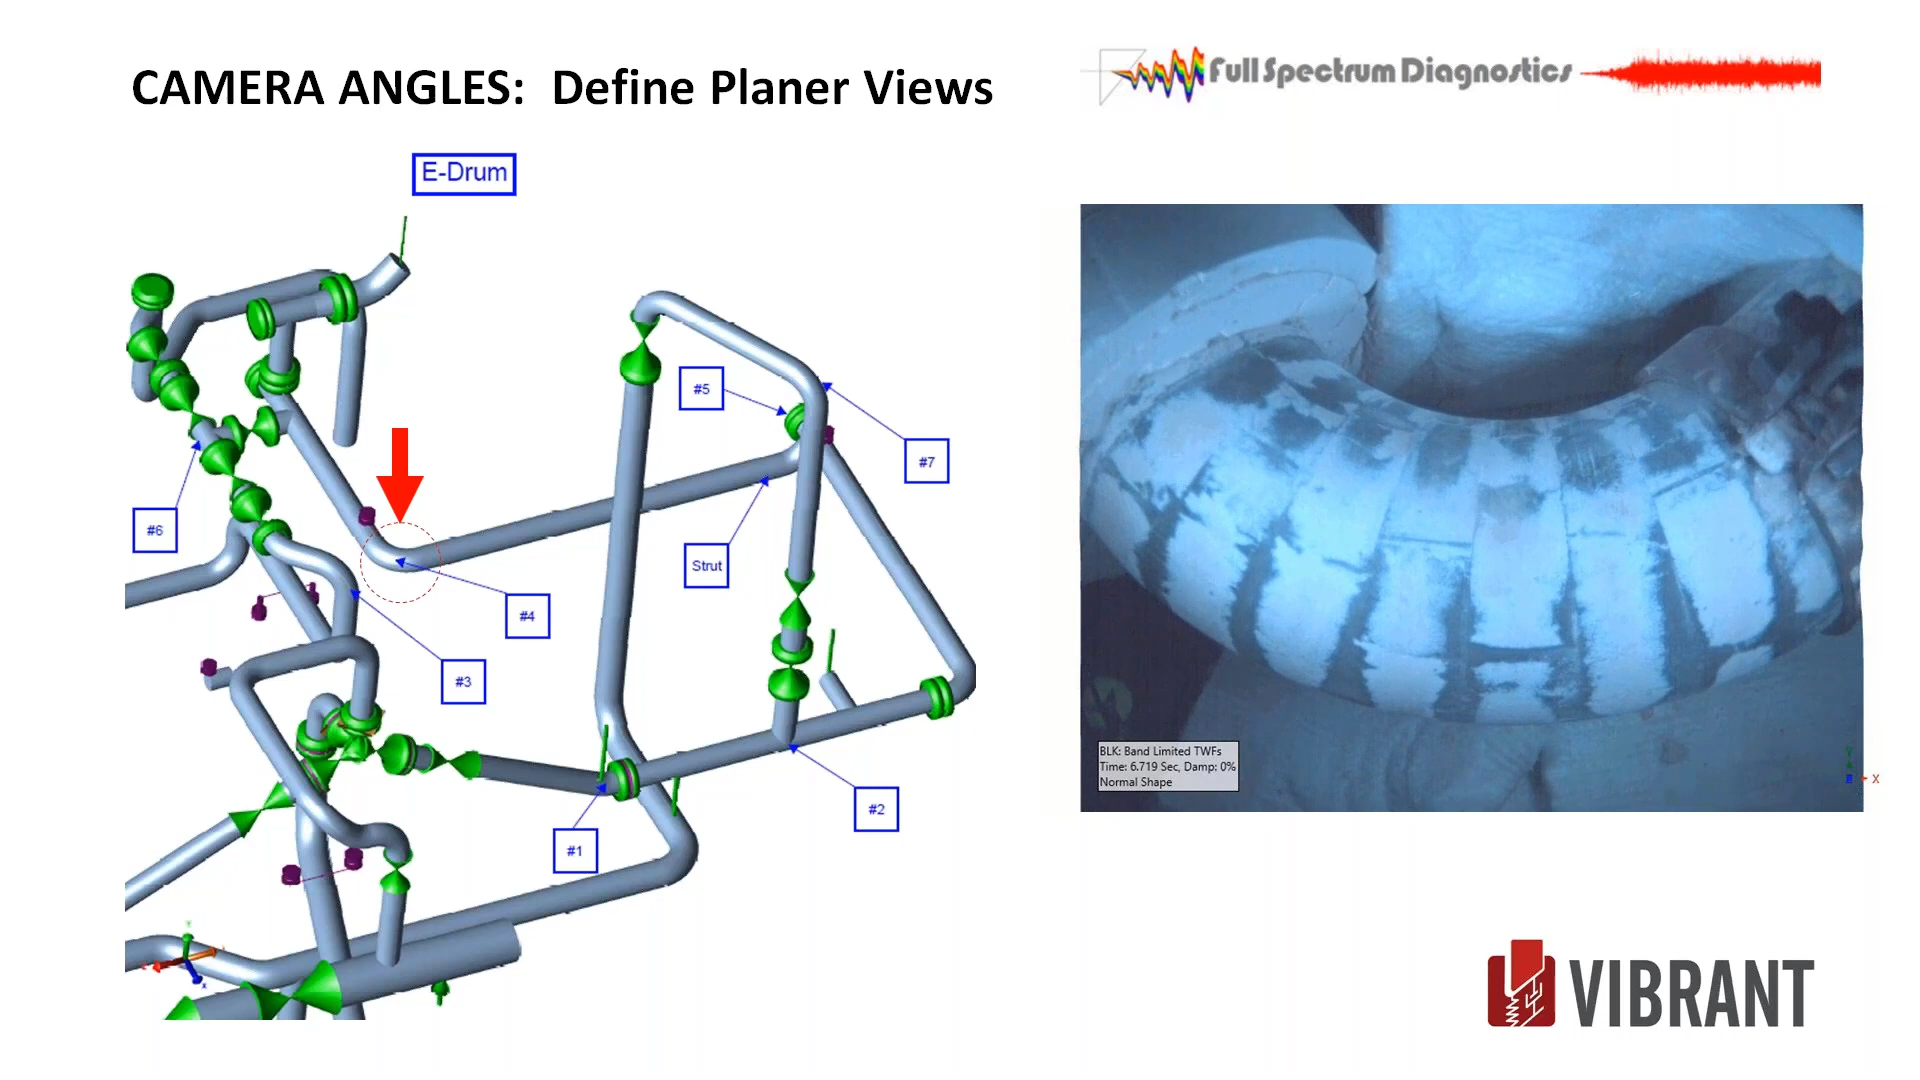 CAMERA ANGLES: Define Planer Views
Full Spectrum Diagnostics
E-Drum
#5
#7
#6
Strut
#4
#3
#2
#1
BLK: Band Limited TWFs
Time: 6.719 Sec, Damp: 0%
Normal Shape
X
VIBRANT